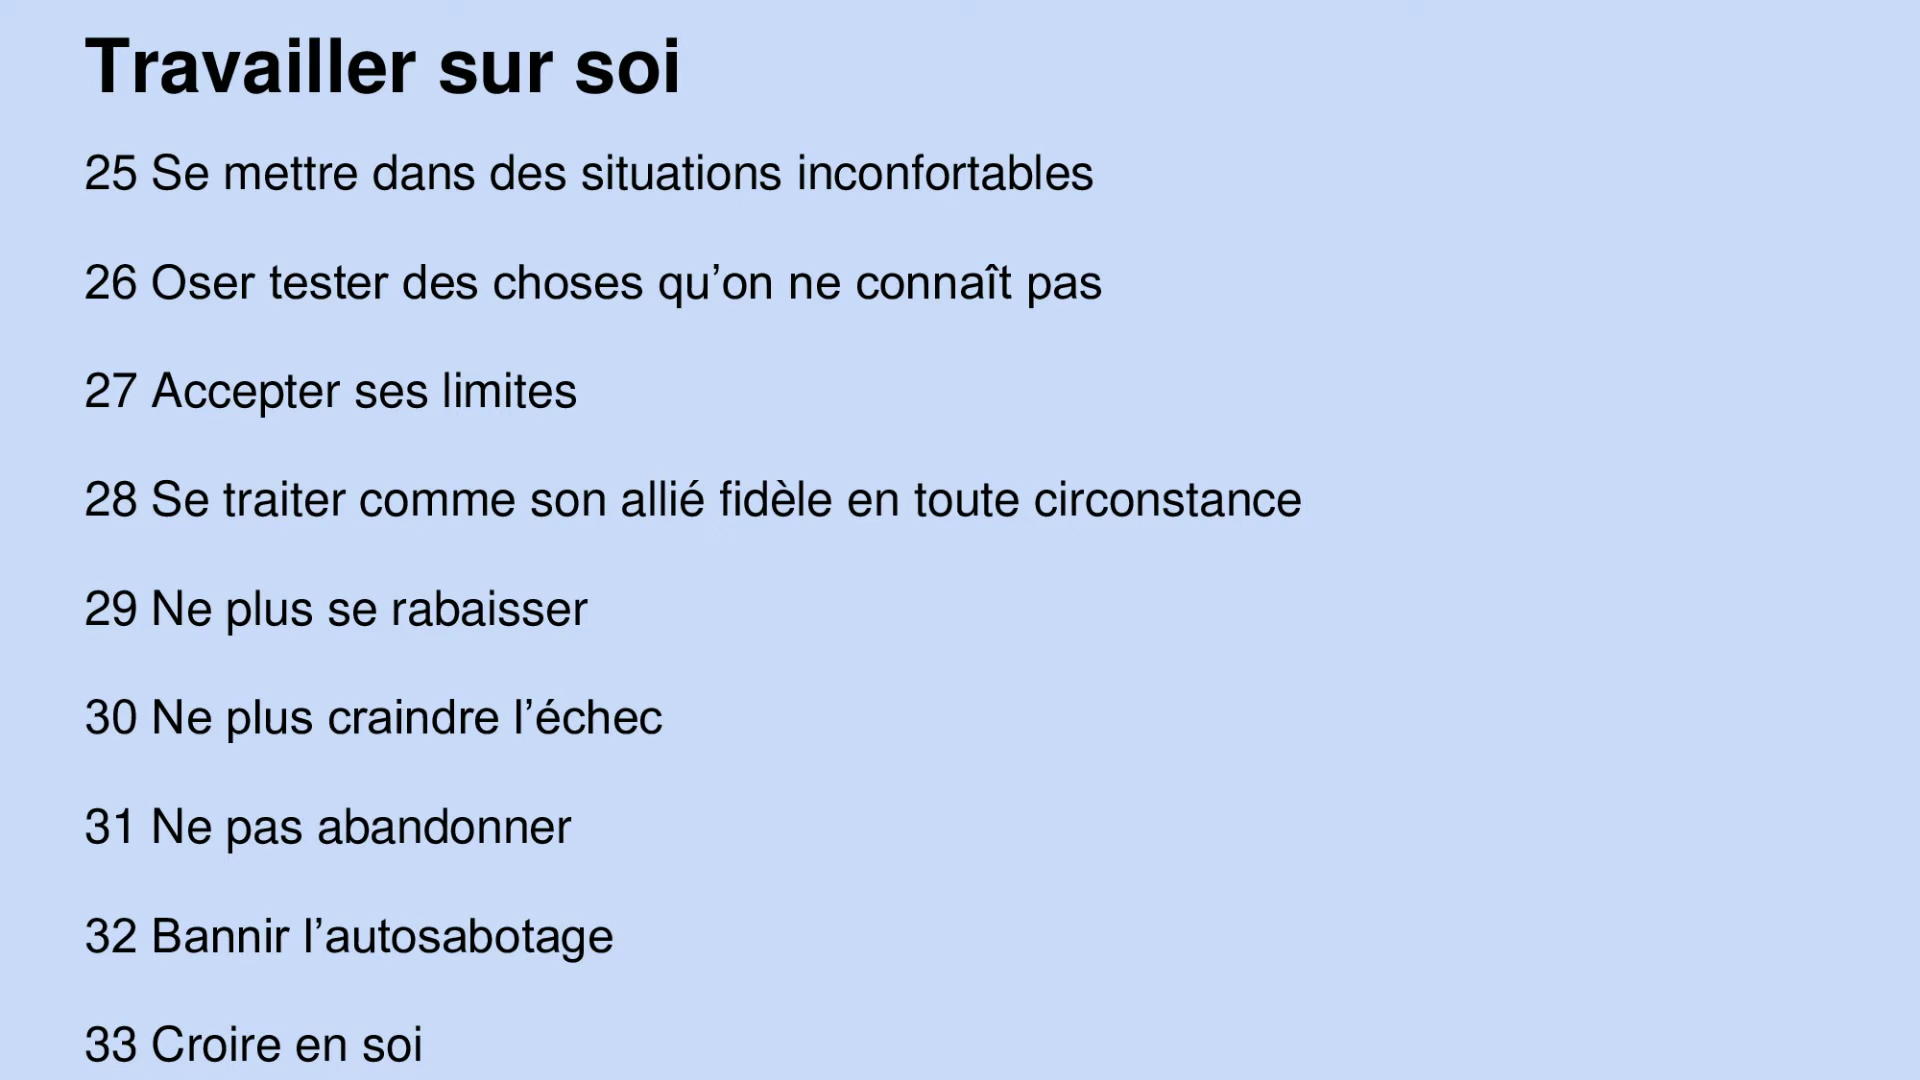 Travailler sur soi
25 Se mettre dans des situations inconfortables
26 Oser tester des choses qu’on ne connaît pas
27 Accepter ses limites
28 Se traiter comme son allié fidèle en toute circonstance
29 Ne plus se rabaisser
30 Ne plus craindre l’échec
31 Ne pas abandonner
32 Bannir l’autosabotage
33 Croire en soi